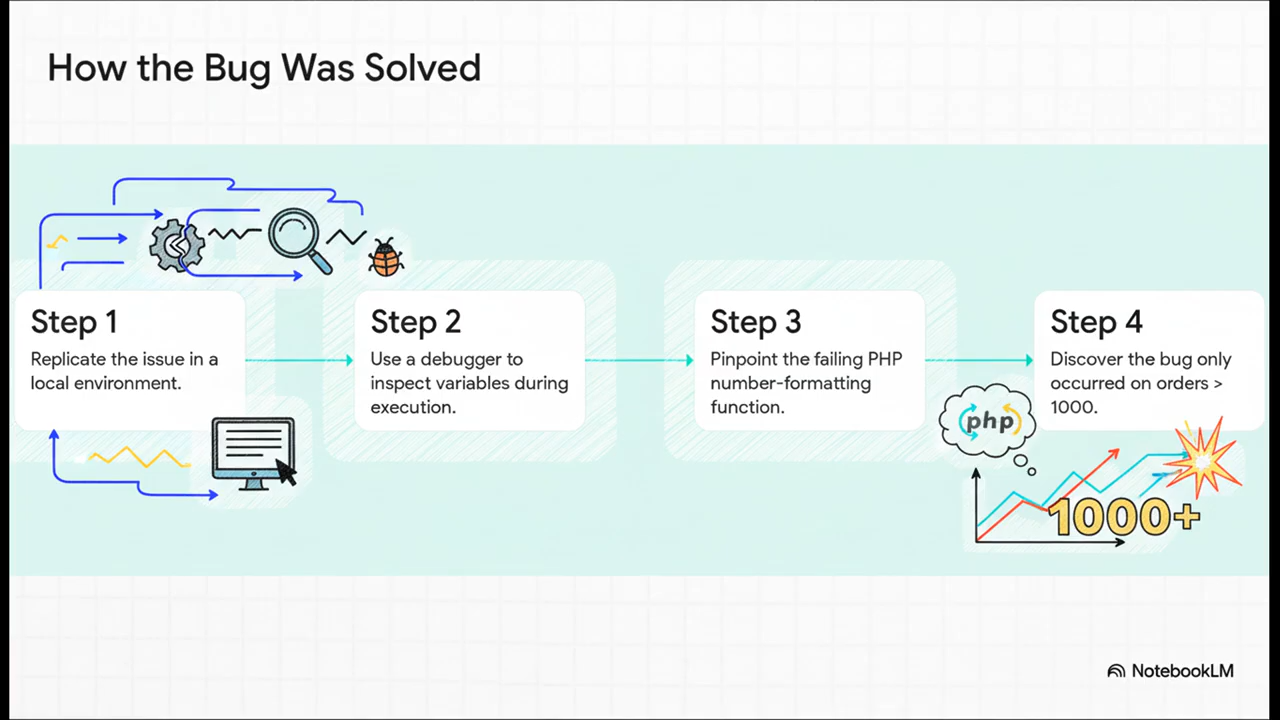 How the Bug Was Solved
Step 1
Replicate the issue in a
local environment.
Step 2
Use a debugger to
inspect variables during
execution.
Step 3
Pinpoint the failing PHP
number-formatting
function.
Step 4
Discover the bug only
occurred on orders >
1000.
php
1000+
NotebookLM